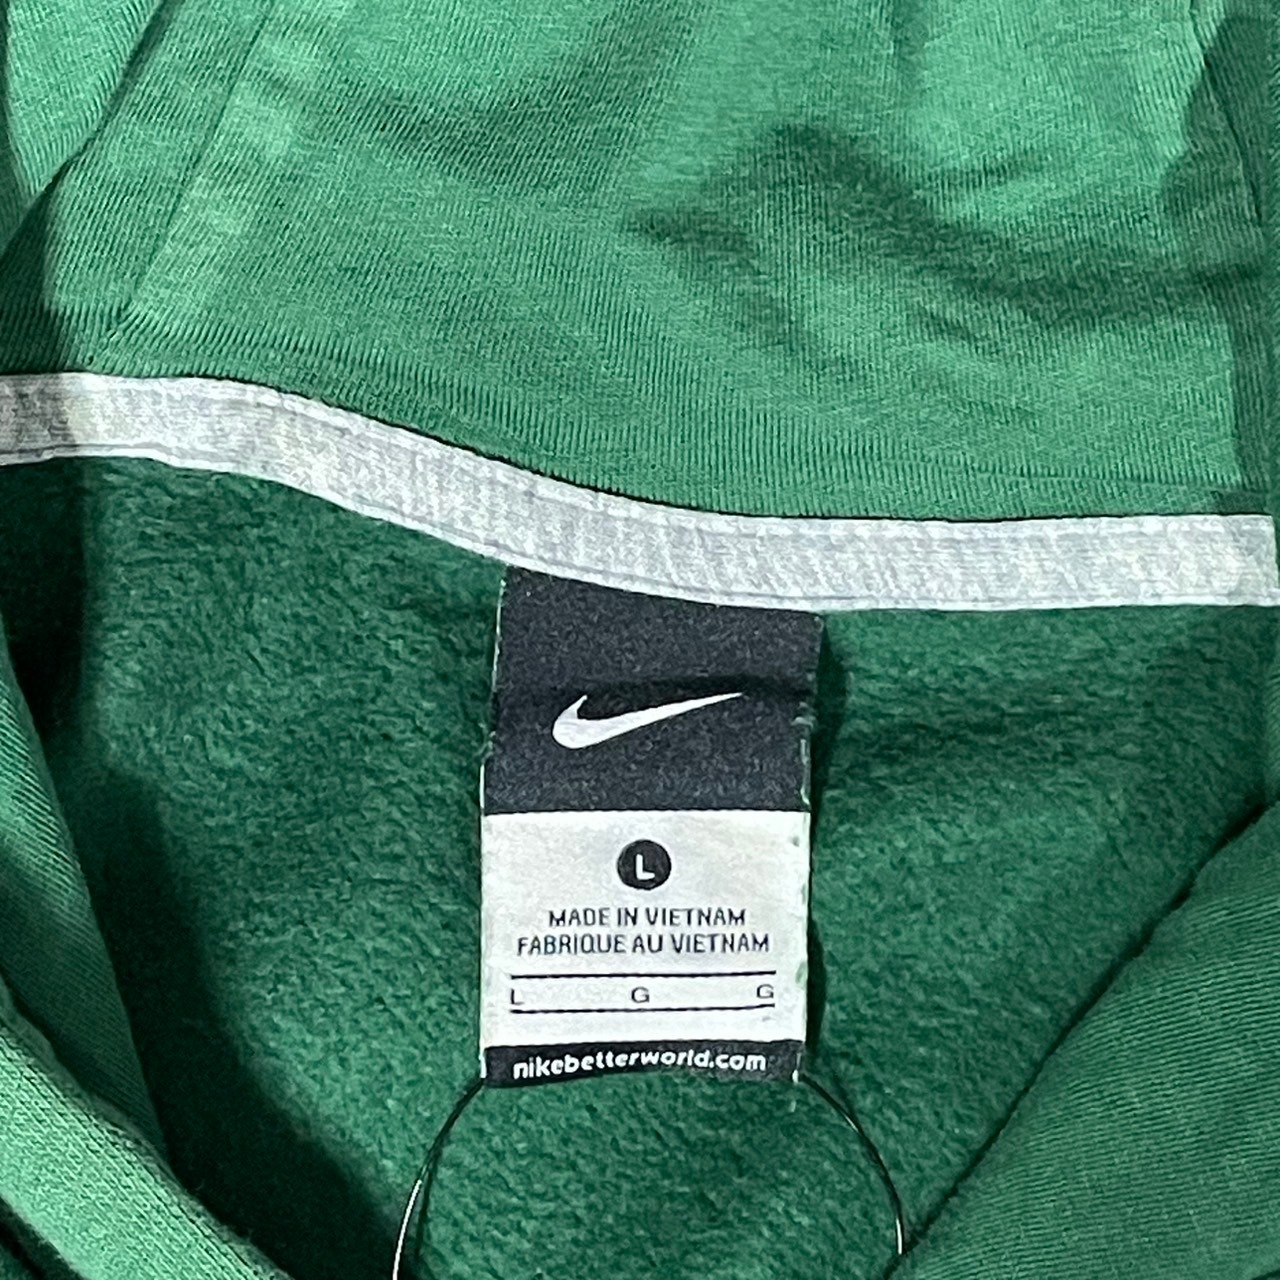 L
MADE IN VIETNAM
FABRIQUE AU VIETNAM
L G G
nikebetterworld.com